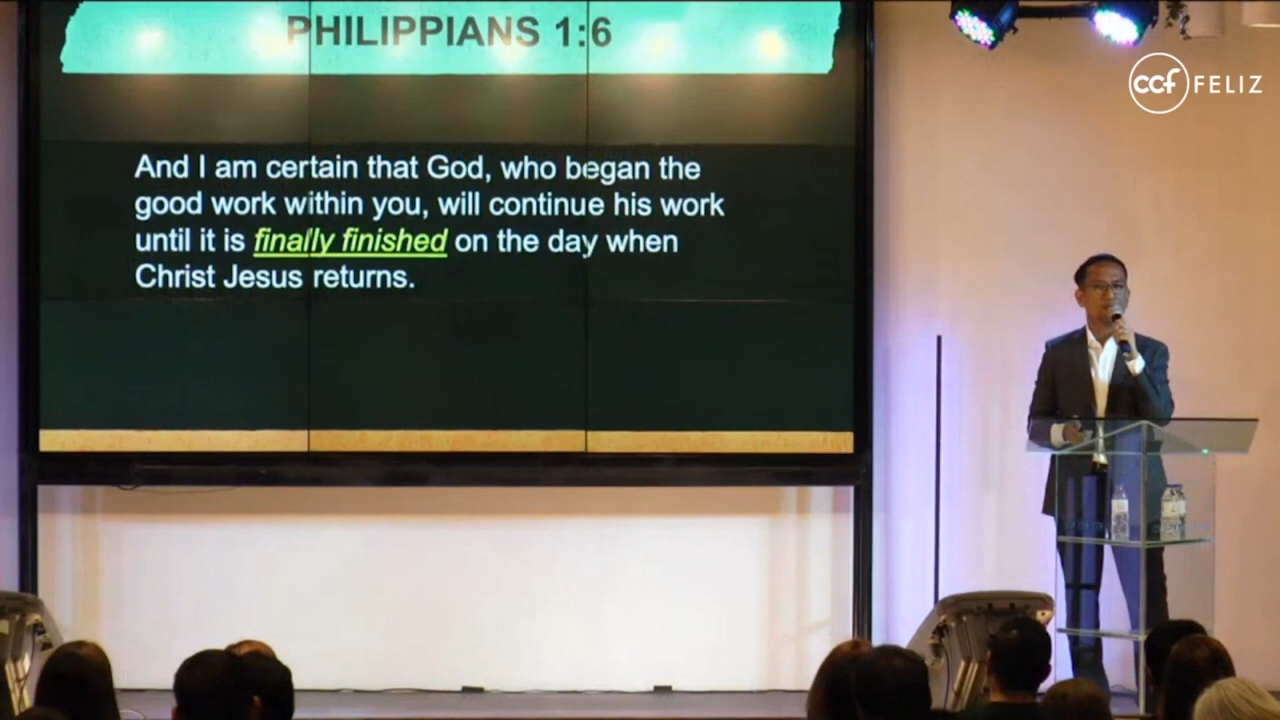 PHILIPPIANS 1:6
ccf FELIZ
And I am certain that God, who began the
good work within you, will continue his work
until it is finally finished on the day when
Christ Jesus returns.